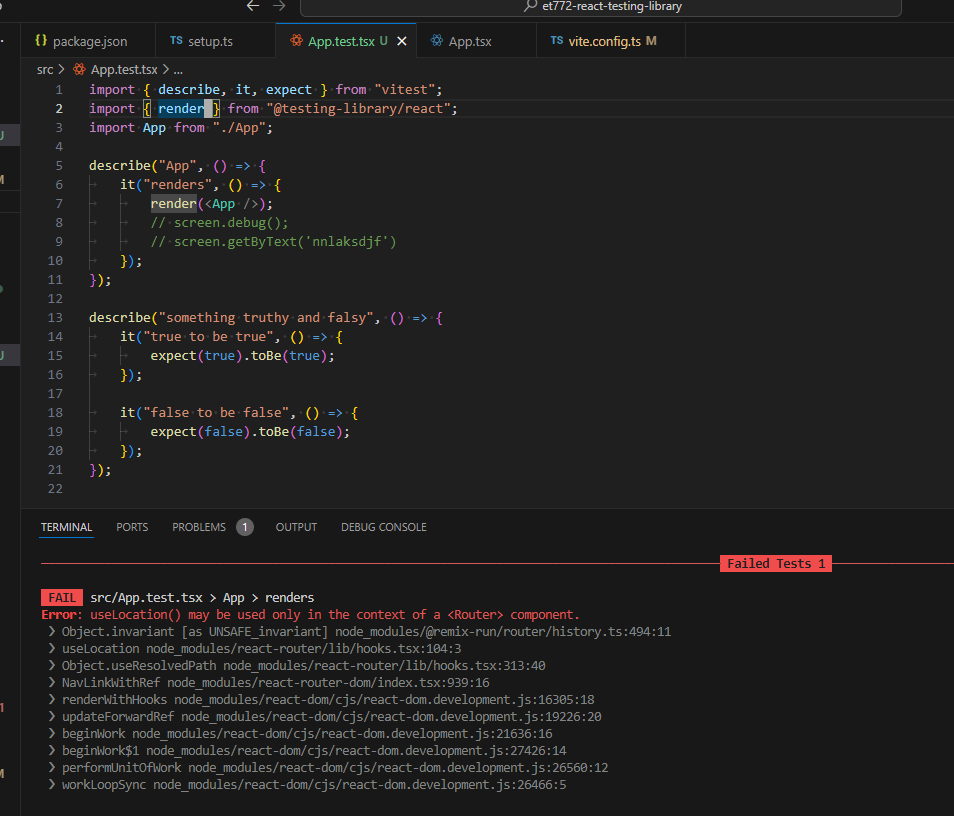 et772-react-testing-library
{} package.json
TS setup.ts
App.test.tsx U
App.tsx
TS vite.config.ts M
src > App.test.tsx > ...
1 import { describe, it, expect } from "vitest";
2 import { render } from "@testing-library/react";
3 import App from "./App";
4
5 describe("App", () => {
6 it("renders", () => {
7 render(<App />);
8 // screen.debug();
9 // screen.getByText('nnlaksdjf')
10 });
11 });
12
13 describe("something truthy and falsy", () => {
14 it("true to be true", () => {
15 expect(true).toBe(true);
16 });
17
18 it("false to be false", () => {
19 expect(false).toBe(false);
20 });
21 });
22
TERMINAL
PORTS
PROBLEMS 1
OUTPUT
DEBUG CONSOLE
Failed Tests 1
FAIL src/App.test.tsx > App > renders
Error: useLocation() may be used only in the context of a <Router> component.
❯ Object.invariant [as UNSAFE_invariant] node_modules/@remix-run/router/history.ts:494:11
❯ useLocation node_modules/react-router/lib/hooks.tsx:104:3
❯ Object.useResolvedPath node_modules/react-router/lib/hooks.tsx:313:40
❯ NavLinkWithRef node_modules/react-router-dom/index.tsx:939:16
❯ renderWithHooks node_modules/react-dom/cjs/react-dom.development.js:16305:18
❯ updateForwardRef node_modules/react-dom/cjs/react-dom.development.js:19226:20
❯ beginWork node_modules/react-dom/cjs/react-dom.development.js:21636:16
❯ beginWork$1 node_modules/react-dom/cjs/react-dom.development.js:27426:14
❯ performUnitOfWork node_modules/react-dom/cjs/react-dom.development.js:26560:12
❯ workLoopSync node_modules/react-dom/cjs/react-dom.development.js:26466:5